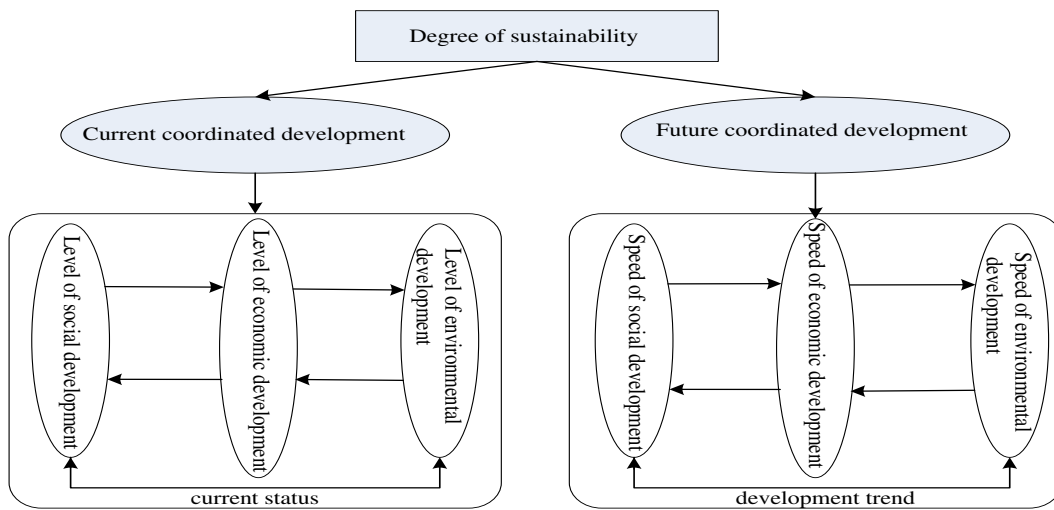 Degree of sustainability
Current coordinated development
Future coordinated development
Level of social development
Level of economic development
Level of environmental
development
current status
Speed of social development
Speed of economic development
Speed of environmental
development
development trend